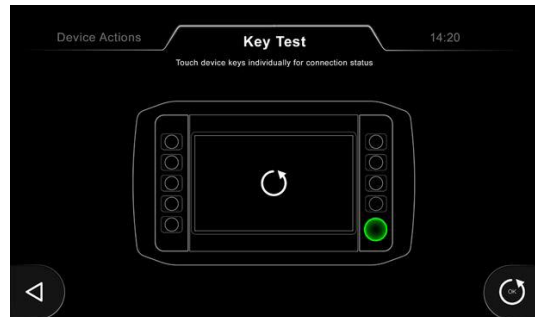 Device Actions
Key Test
14:20
Touch device keys individually for connection status
OK